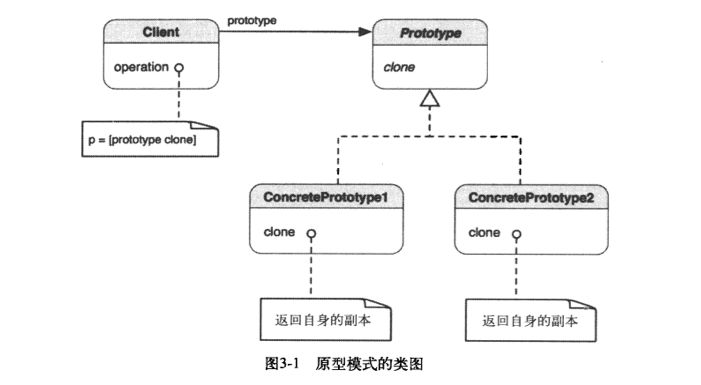 prototype
Client
Prototype
operation
clone
p = [prototype clone]
ConcretePrototype1
ConcretePrototype2
clone
clone
返回自身的副本
返回自身的副本
图3-1 原型模式的类图